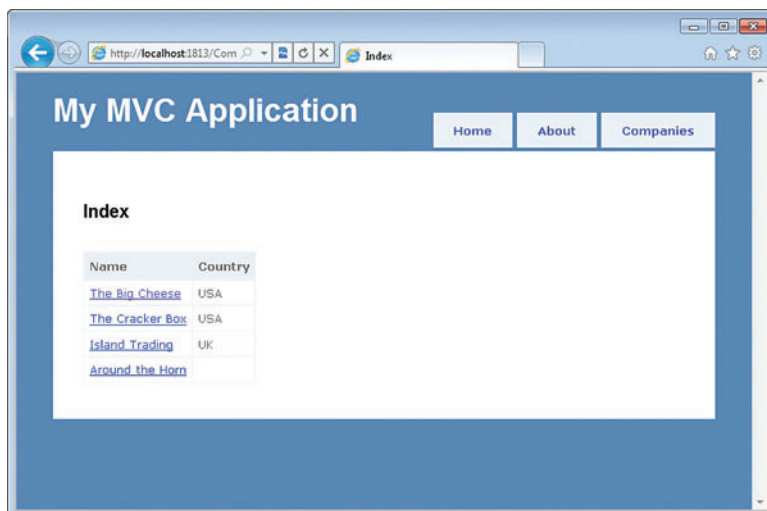 http://localhost:1813/Com
Index
My MVC Application
Home About Companies
Index
Name Country
The Big Cheese USA
The Cracker Box USA
Island Trading UK
Around the Horn